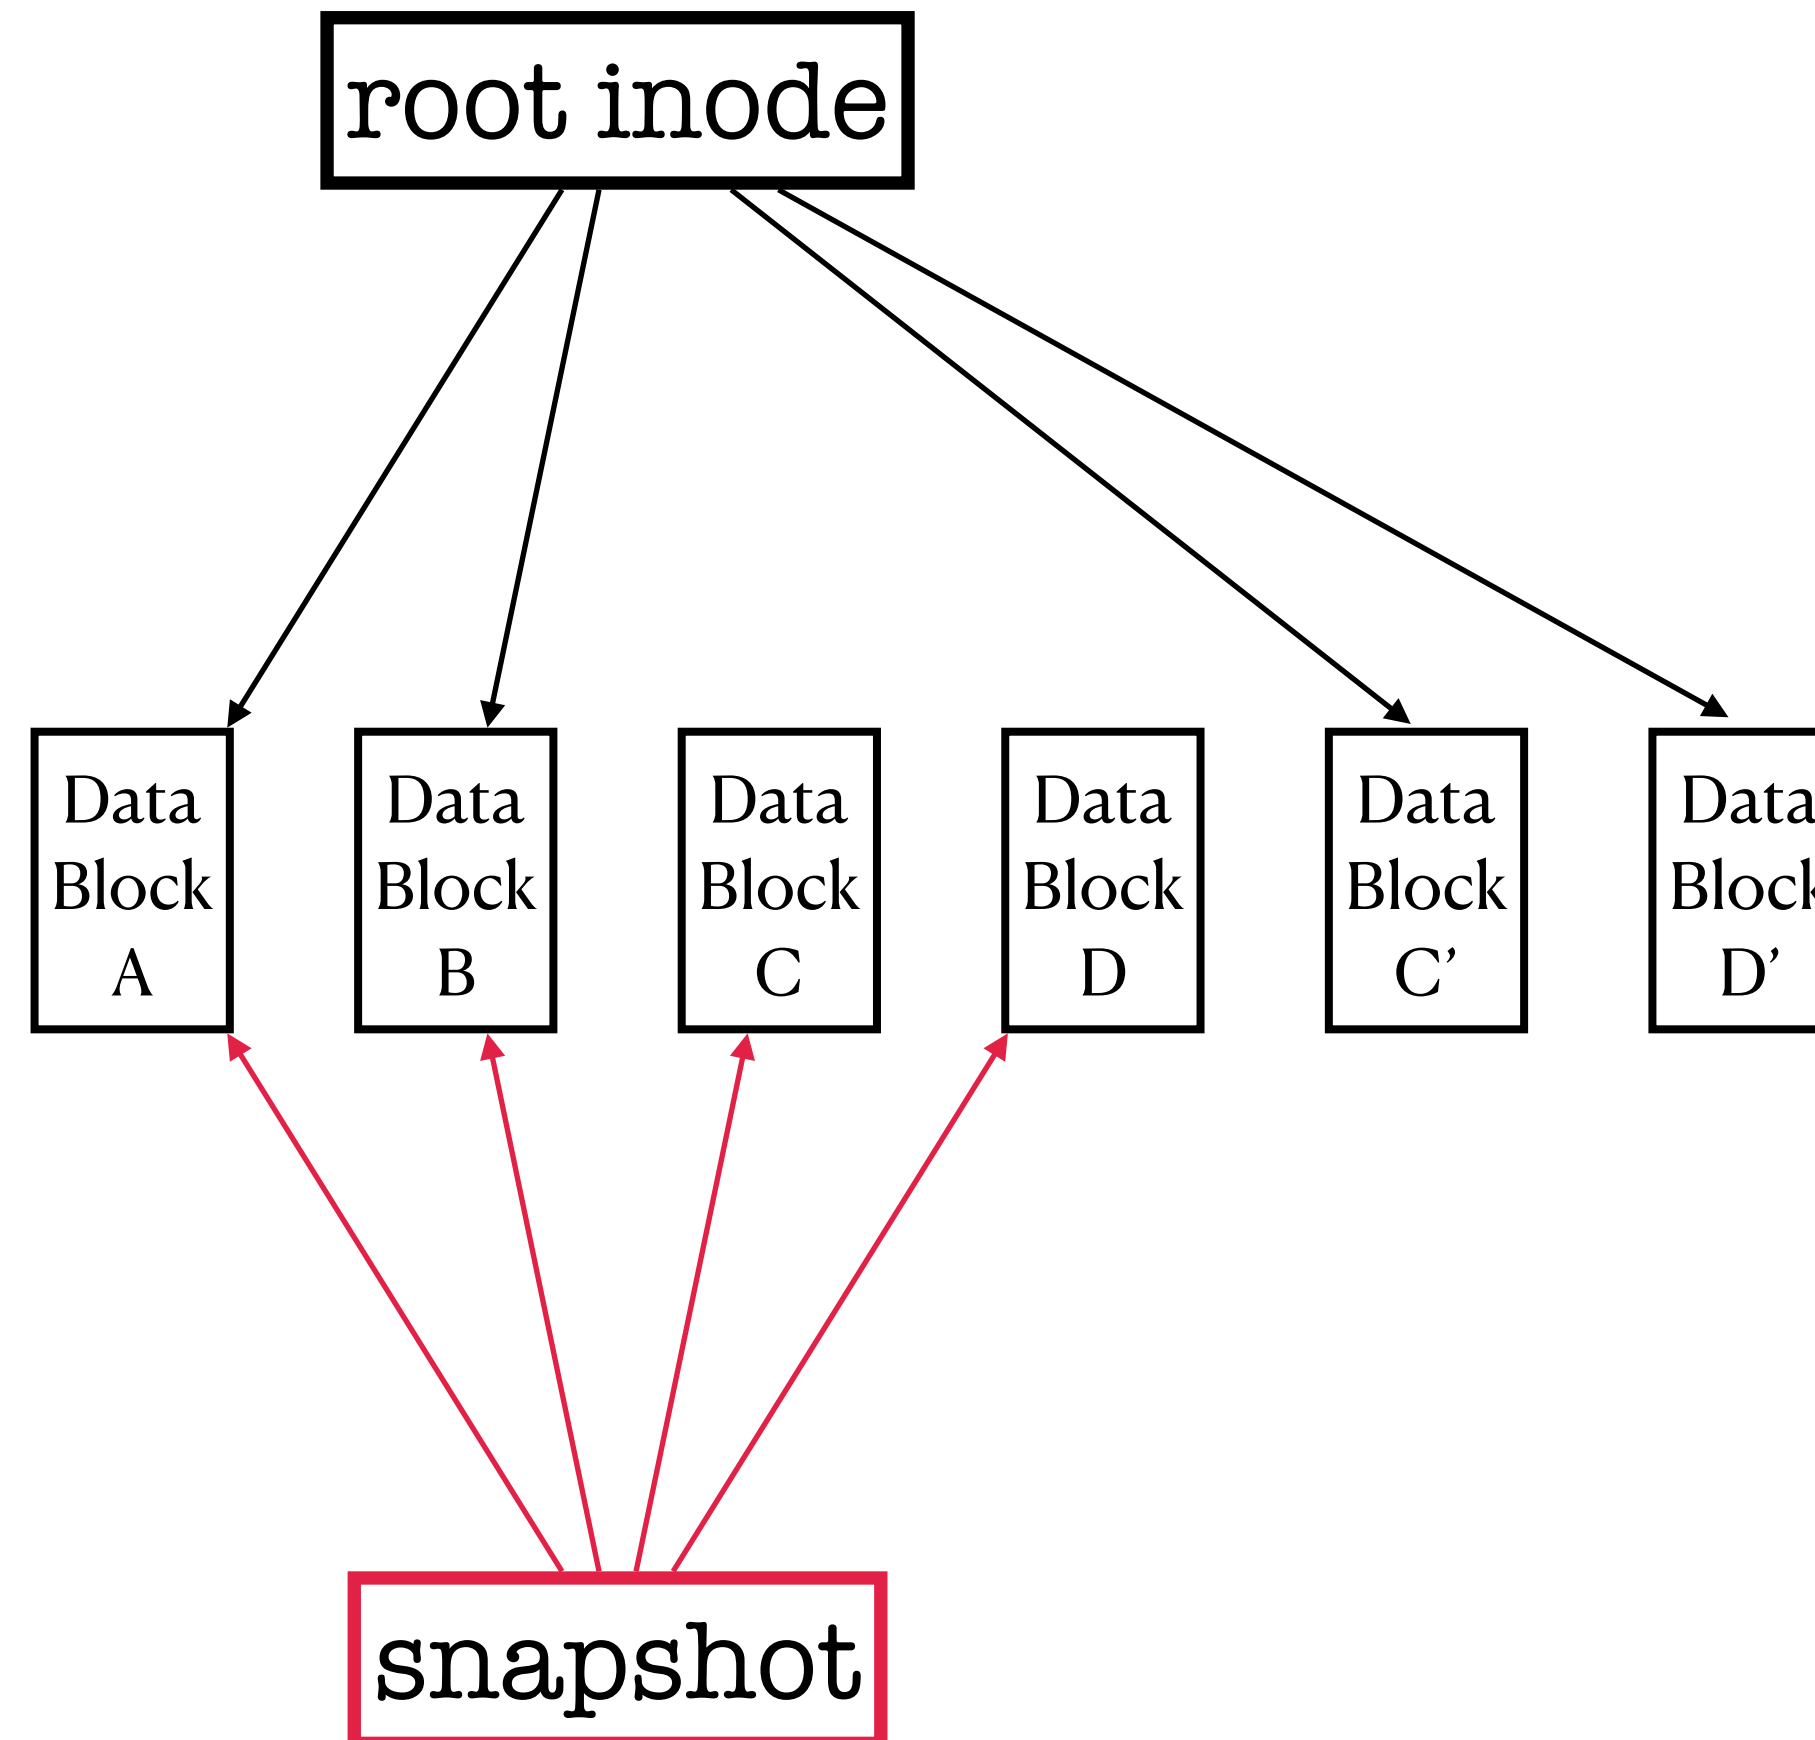 root inode
Data
Block
A
Data
Block
B
Data
Block
C
Data
Block
D
Data
Block
C’
Data
Block
D’
snapshot